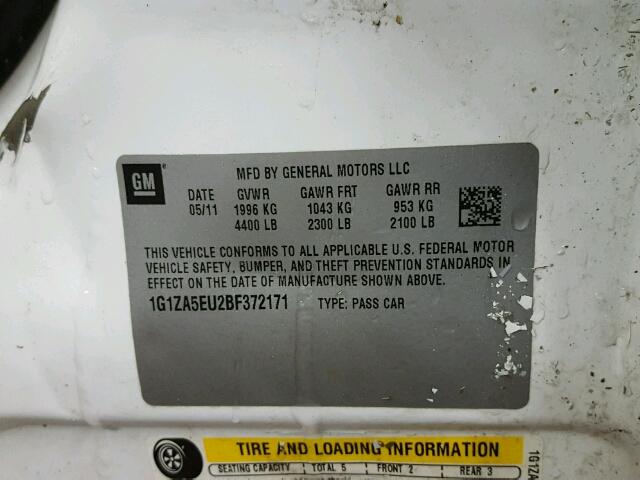 GM
MFD BY GENERAL MOTORS LLC
DATE GVWR GAWR FRT GAWR RR
05/11 1996 KG 1043 KG 953 KG
4400 LB 2300 LB 2100 LB
THIS VEHICLE CONFORMS TO ALL APPLICABLE U.S. FEDERAL MOTOR
VEHICLE SAFETY, BUMPER, AND THEFT PREVENTION STANDARDS IN
EFFECT ON THE DATE OF MANUFACTURE SHOWN ABOVE.
1G1ZA5EU2BF372171 TYPE: PASS CAR
TIRE AND LOADING INFORMATION
SEATING CAPACITY TOTAL 5 FRONT 2 REAR 3
1G1ZA